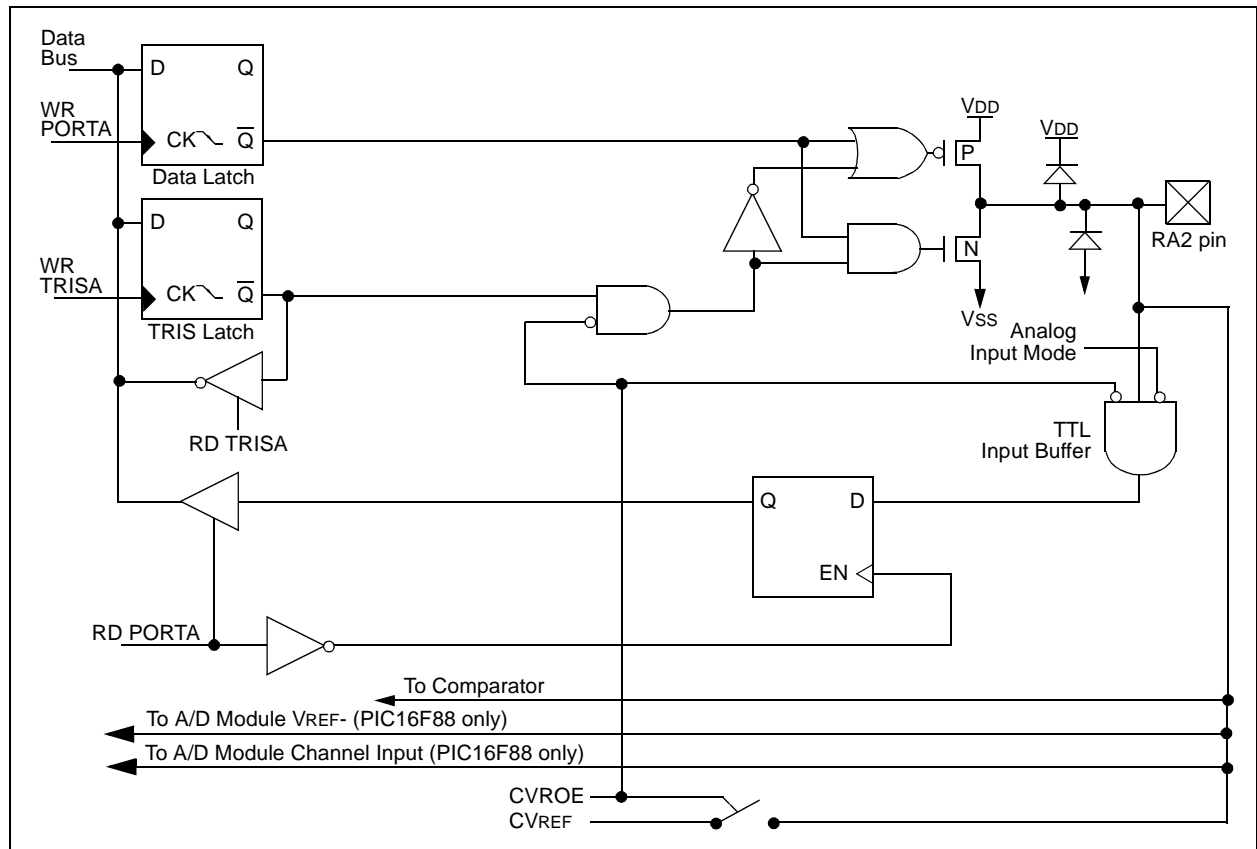 Data
Bus
D Q
WR
PORTA
CK Q
Data Latch
D Q
WR
TRISA
CK Q
TRIS Latch
RD TRISA
VDD
P
VDD
N
VSS
RA2 pin
Analog
Input Mode
TTL
Input Buffer
Q D
EN
RD PORTA
To Comparator
To A/D Module VREF- (PIC16F88 only)
To A/D Module Channel Input (PIC16F88 only)
CVROE
CVREF